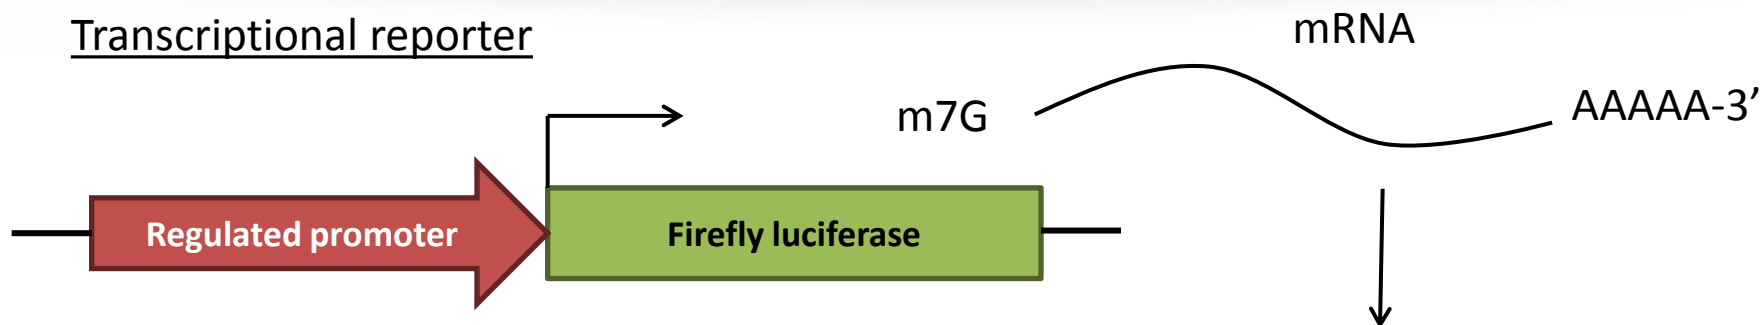 Transcriptional reporter
mRNA
m7G
AAAAA-3’
Regulated promoter
Firefly luciferase